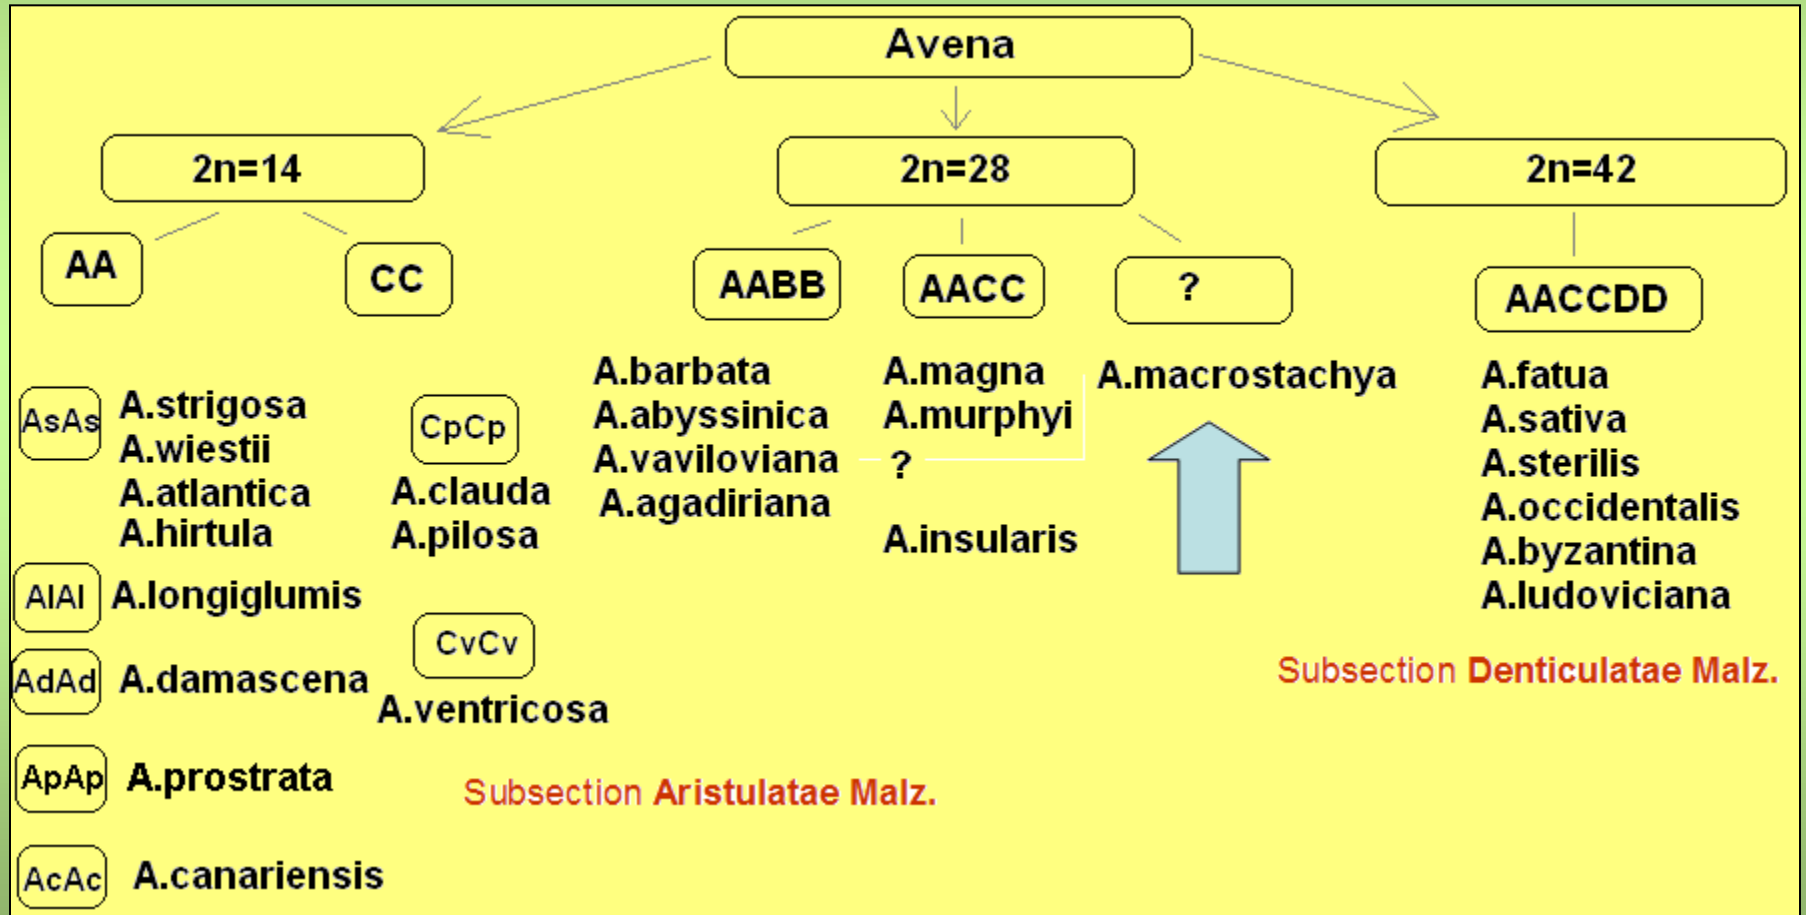 Avena
2n=14
2n=28
2n=42
AA
CC
AABB
AACC
?
AACCDD
AsAs
A.strigosa
A.wiestii
A.atlantica
A.hirtula
AlAl
A.longiglumis
AdAd
A.damascena
ApAp
A.prostrata
AcAc
A.canariensis
CpCp
A.clauda
A.pilosa
CvCv
A.ventricosa
A.barbata
A.abyssinica
A.vaviloviana
A.agadiriana
A.magna
A.murphyi
?
A.insularis
A.macrostachya
A.fatua
A.sativa
A.sterilis
A.occidentalis
A.byzantina
A.ludoviciana
Subsection Denticulatae Malz.
Subsection Aristulatae Malz.